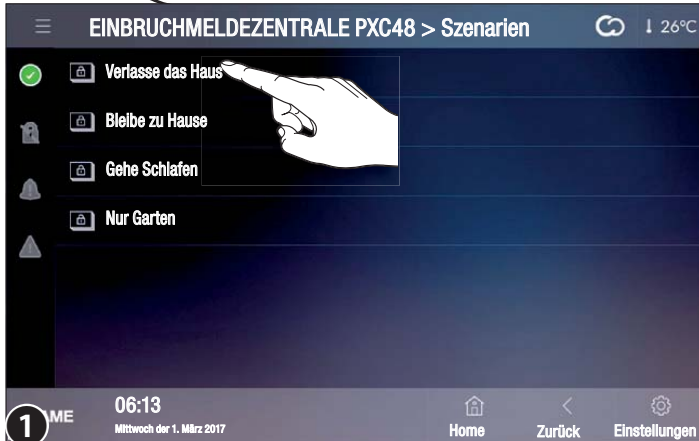 EINBRUCHMELDEZENTRALE PXC48 > Szenarien 26°C
Verlasse das Haus
Bleibe zu Hause
Gehe Schlafen
Nur Garten
1 ME
06:13
Mittwoch der 1. März 2017
Home Zurück Einstellungen